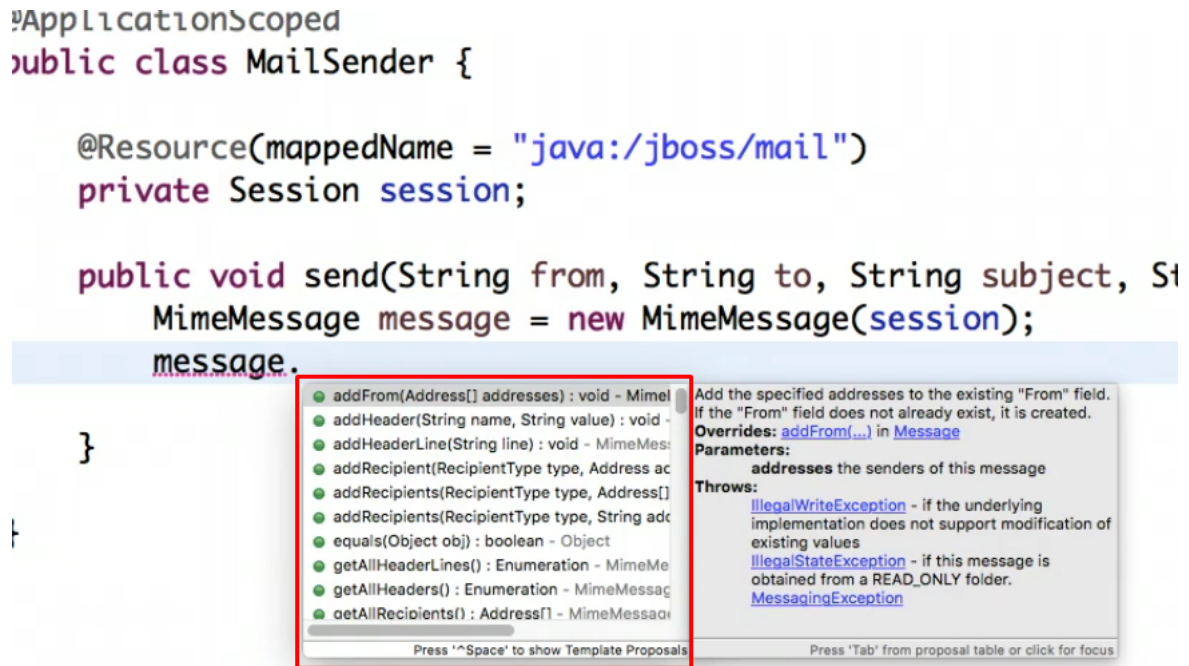 @ApplicationScoped
public class MailSender {
@Resource(mappedName = "java:/jboss/mail")
private Session session;
public void send(String from, String to, String subject, St
MimeMessage message = new MimeMessage(session);
message.
addFrom(Address[] addresses) : void - MimeM
addHeader(String name, String value) : void -
addHeaderLine(String line) : void - MimeMess
addRecipient(RecipientType type, Address ad
addRecipients(RecipientType type, Address[]
addRecipients(RecipientType type, String add
equals(Object obj) : boolean - Object
getAllHeaderLines() : Enumeration - MimeMe
getAllHeaders() : Enumeration - MimeMessag
getAllRecipients() : Address[] - MimeMessage
Press '^Space' to show Template Proposals
Add the specified addresses to the existing "From" field.
If the "From" field does not already exist, it is created.
Overrides: addFrom(...) in Message
Parameters:
addresses the senders of this message
Throws:
IllegalWriteException - if the underlying
implementation does not support modification of
existing values
IllegalStateException - if this message is
obtained from a READ_ONLY folder.
MessagingException
Press 'Tab' from proposal table or click for focus
}
}